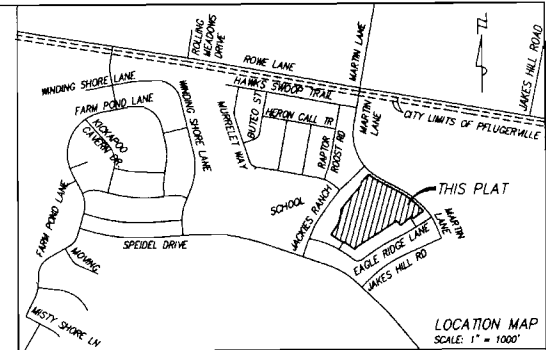 ROLLING
MEADOWS
DRIVE
ROWE LANE
MARTIN LANE
JAKES HILL ROAD
WINDING SHORE LANE
FARM POND LANE
WINDING SHORE LANE
KICKAPOO
CAVERN DR.
MURRELET WAY
BUTEO ST
HAWKS SWOOP TRAIL
HERON CALL TR
RAPTOR
ROOST RD
MARTIN
LANE
CITY LIMITS OF PFLUGERVILLE
THIS PLAT
SCHOOL
JACKIES RANCH
MARTIN
LANE
EAGLE RIDGE LANE
JAKES HILL RD
FARM POND LANE
SPEIDEL DRIVE
MOVING
MISTY SHORE LN
LOCATION MAP
SCALE: 1" = 1000'